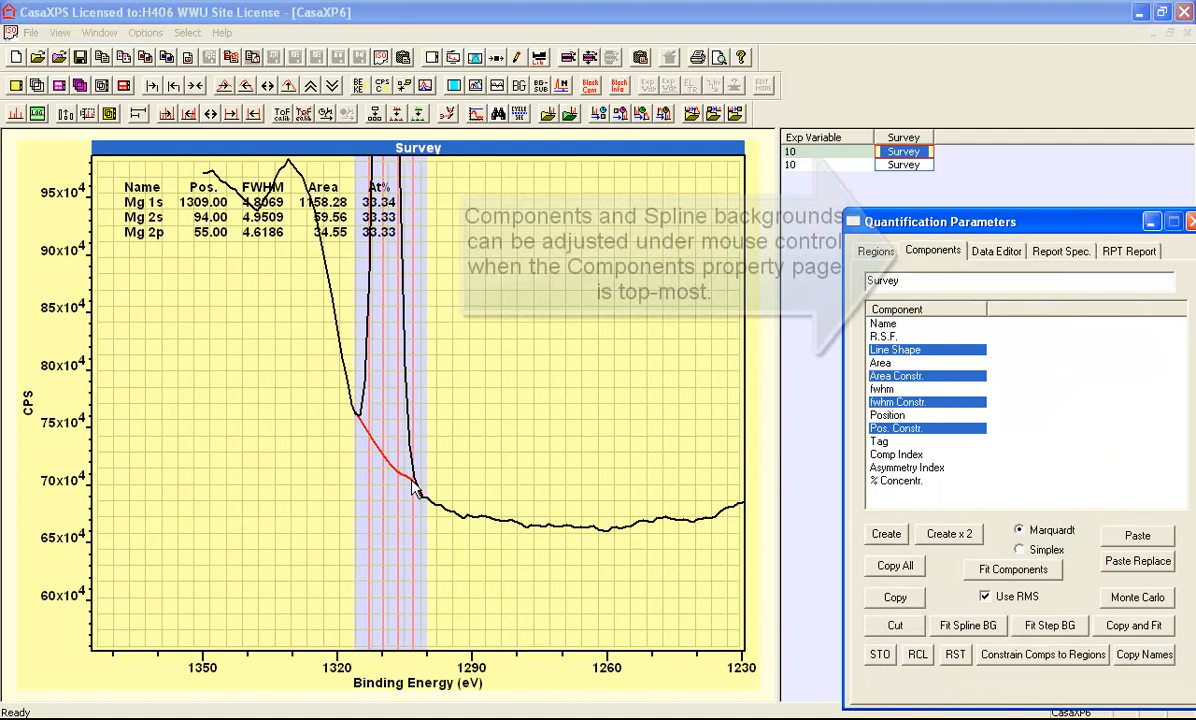 CasaXPS Licensed to:H406 WWU Site License - [CasaXP6]
File View Window Options Select Help
Survey
Name Pos. FWHM Area At%
Mg 1s 1309.00 4.8069 1158.28 33.34
Mg 2s 94.00 4.9509 59.56 33.33
Mg 2p 55.00 4.6186 34.55 33.33
Components and Spline backgrounds
can be adjusted under mouse control
when the Components property page
is top-most.
95x10⁴
90x10⁴
85x10⁴
80x10⁴
75x10⁴
70x10⁴
65x10⁴
60x10⁴
CPS
1350 1320 1290 1260 1230
Binding Energy (eV)
Exp Variable Survey
10 Survey
10 Survey
Quantification Parameters
Regions Components Data Editor Report Spec. RPT Report
Survey
Component
Name
R.S.F.
Line Shape
Area
Area Constr.
fwhm
fwhm Constr.
Position
Pos. Constr.
Tag
Comp Index
Asymmetry Index
% Concentr.
Create Create x 2 Marquardt Paste
Simplex
Copy All Fit Components Paste Replace
Copy Use RMS Monte Carlo
Cut Fit Spline BG Fit Step BG Copy and Fit
STO RCL RST Constrain Comps to Regions Copy Names
Ready CasaXP6